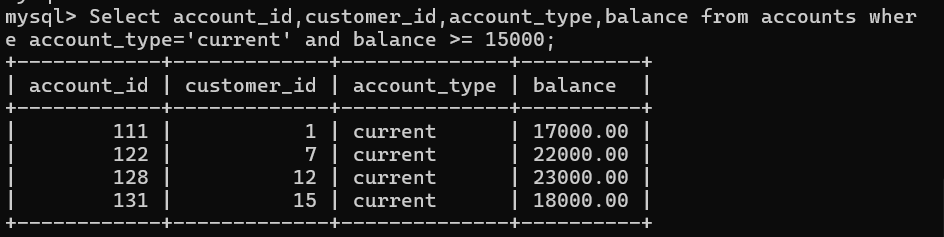 mysql> Select account_id,customer_id,account_type,balance from accounts wher
e account_type='current' and balance >= 15000;
+------------+-------------+--------------+----------+
| account_id | customer_id | account_type | balance  |
+------------+-------------+--------------+----------+
|        111 |           1 | current      | 17000.00 |
|        122 |           7 | current      | 22000.00 |
|        128 |          12 | current      | 23000.00 |
|        131 |          15 | current      | 18000.00 |
+------------+-------------+--------------+----------+